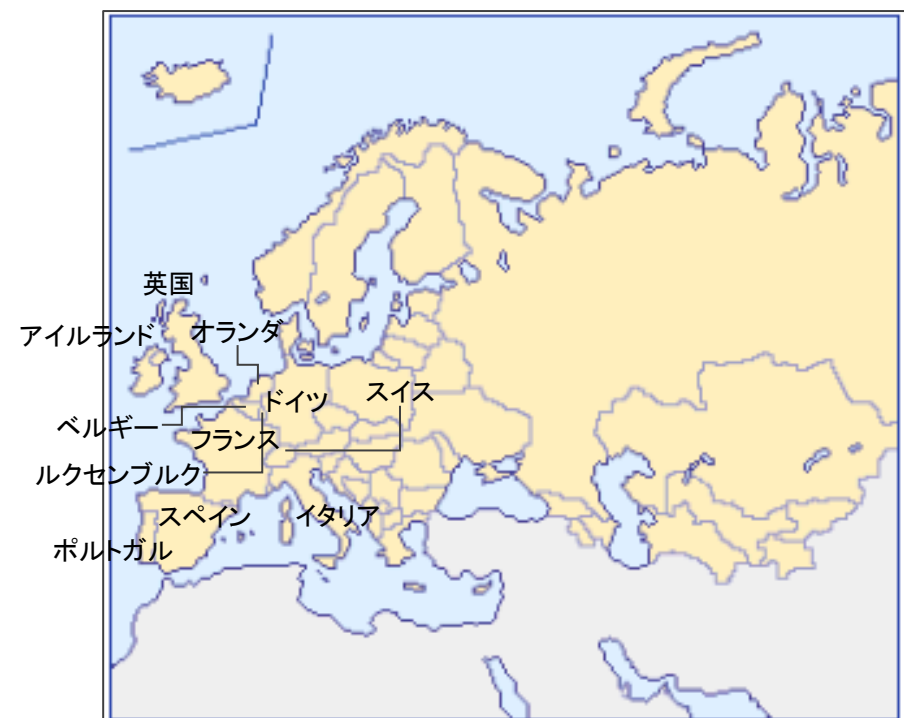 英国
アイルランド
オランダ
スイス
ドイツ
ベルギー
フランス
ルクセンブルク
スペイン
イタリア
ポルトガル